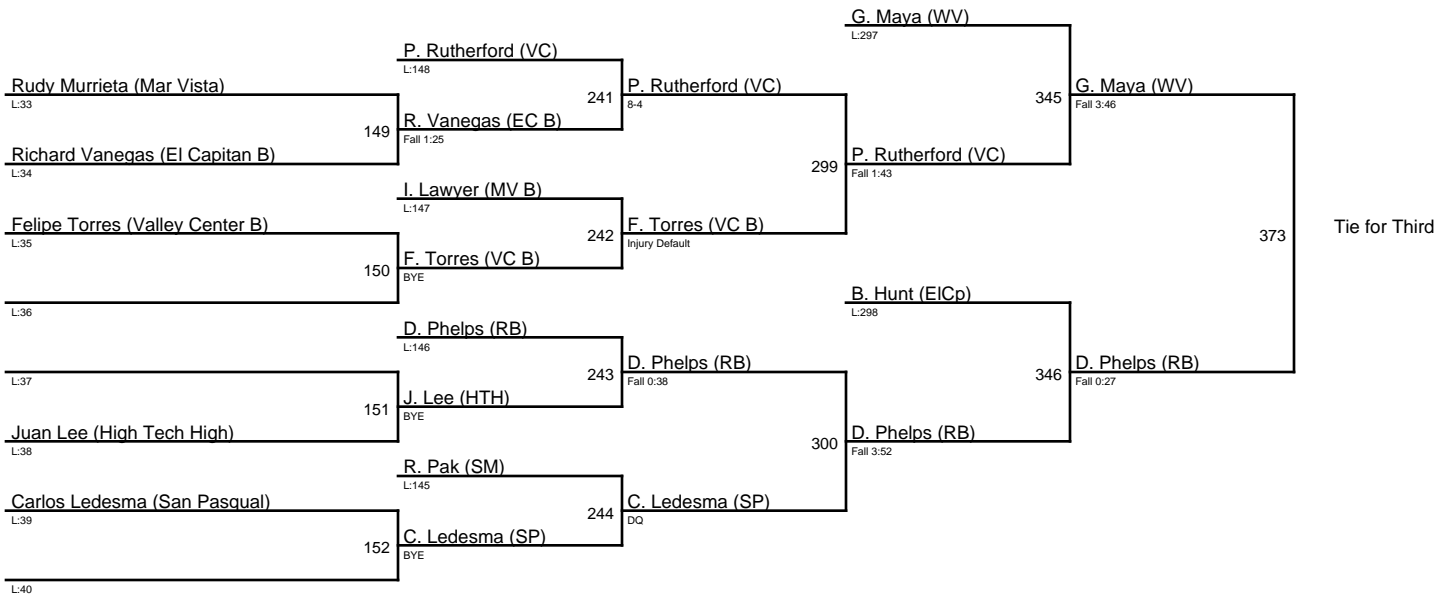 G. Maya (WV)
L:297
P. Rutherford (VC)
L:148
Rudy Murrieta (Mar Vista)
L:33
241
P. Rutherford (VC)
8-4
345
G. Maya (WV)
Fall 3:46
149
R. Vanegas (EC B)
Fall 1:25
Richard Vanegas (El Capitan B)
L:34
299
P. Rutherford (VC)
Fall 1:43
I. Lawyer (MV B)
L:147
Felipe Torres (Valley Center B)
L:35
242
F. Torres (VC B)
Injury Default
373
Tie for Third
150
F. Torres (VC B)
BYE
L:36
B. Hunt (ElCp)
L:298
D. Phelps (RB)
L:146
L:37
243
D. Phelps (RB)
Fall 0:38
346
D. Phelps (RB)
Fall 0:27
151
J. Lee (HTH)
BYE
Juan Lee (High Tech High)
L:38
300
D. Phelps (RB)
Fall 3:52
R. Pak (SM)
L:145
Carlos Ledesma (San Pasqual)
L:39
244
C. Ledesma (SP)
DQ
152
C. Ledesma (SP)
BYE
L:40